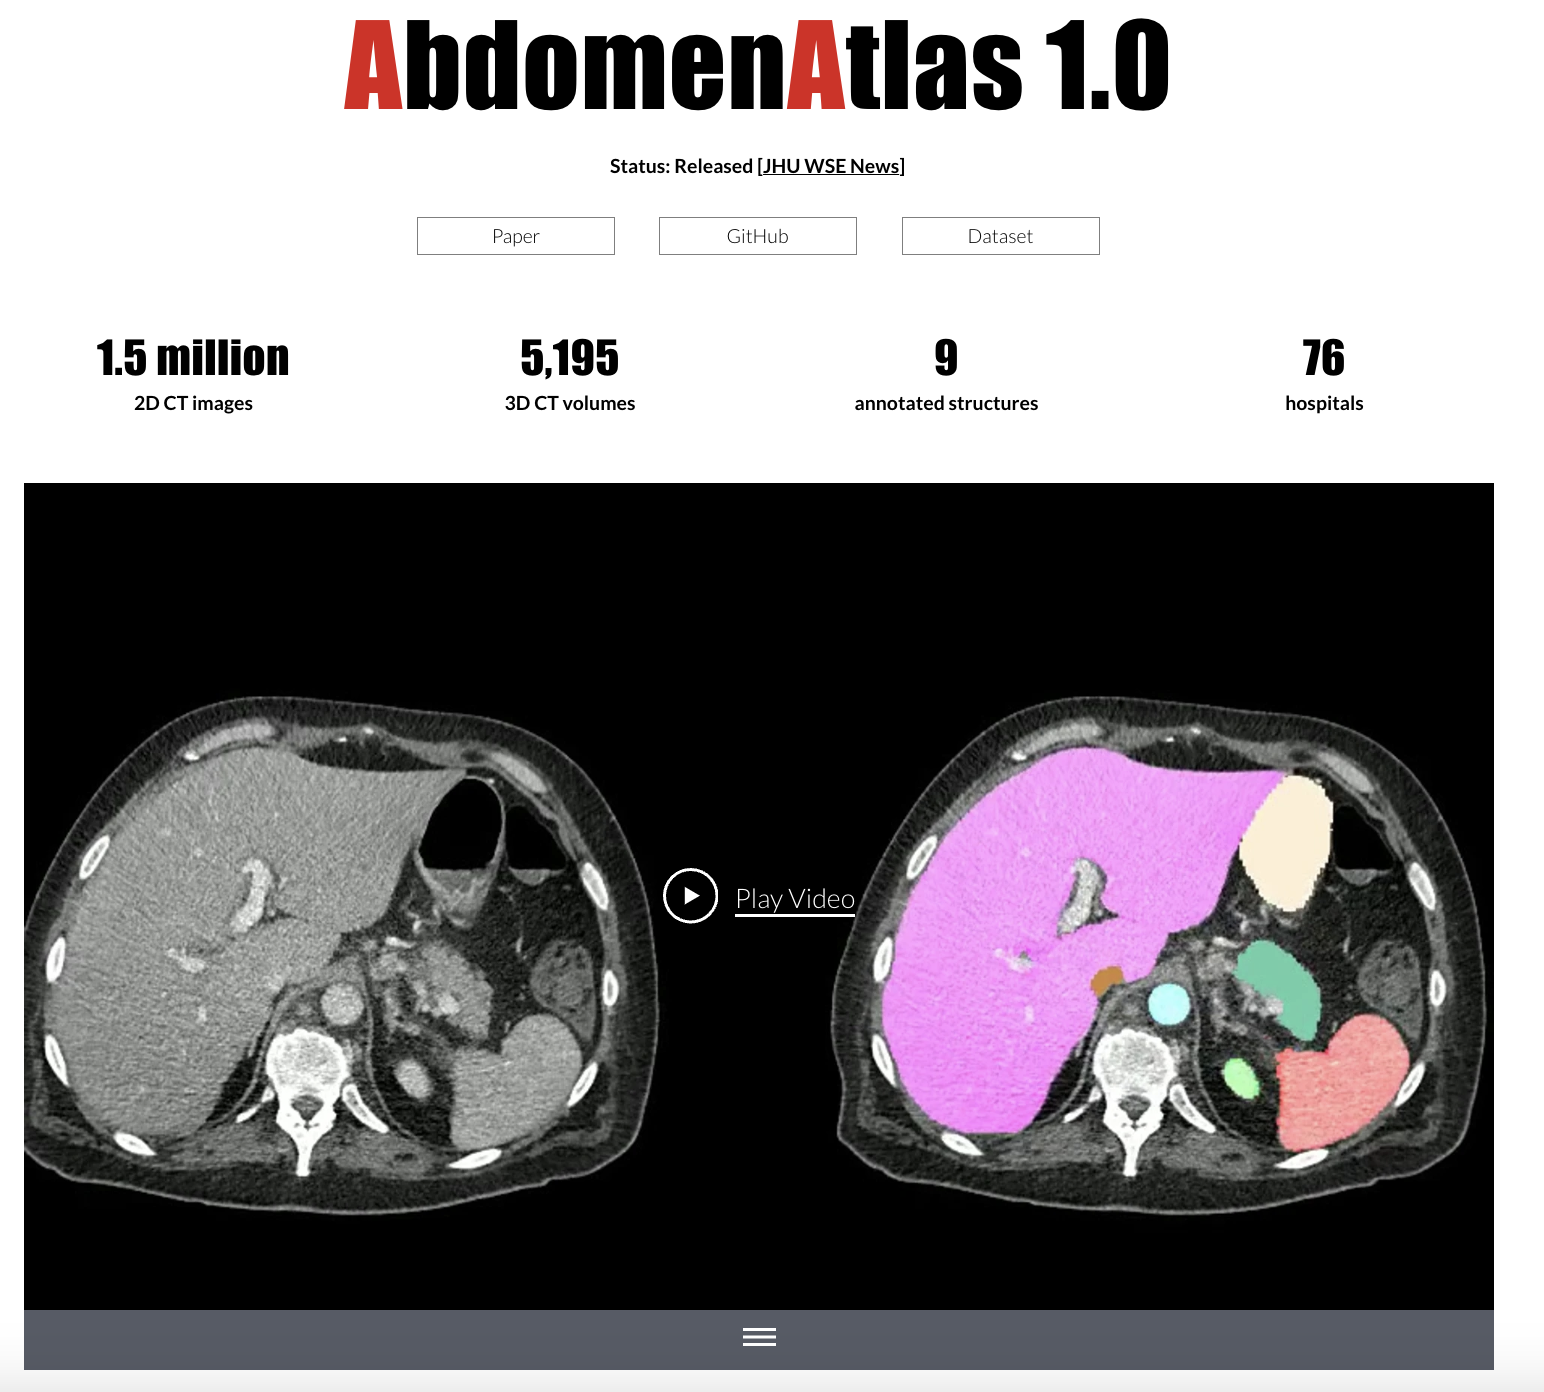 AbdomenAtlas 1.0
Status: Released [JHU WSE News]
Paper
GitHub
Dataset
1.5 million
2D CT images
5,195
3D CT volumes
9
annotated structures
76
hospitals
Play Video